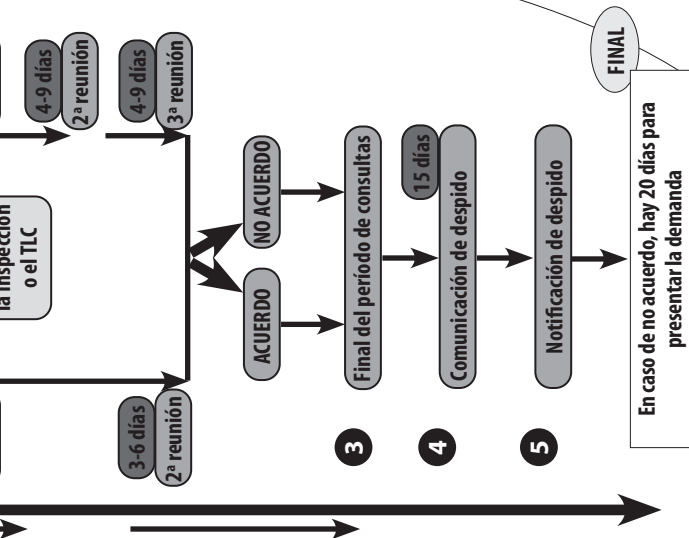 la Inspección
o el TLC
4-9 días
2ª reunión
4-9 días
3ª reunión
3-6 días
2ª reunión
ACUERDO
NO ACUERDO
3
Final del período de consultas
4
15 días
Comunicación de despido
5
Notificación de despido
FINAL
En caso de no acuerdo, hay 20 días para
presentar la demanda